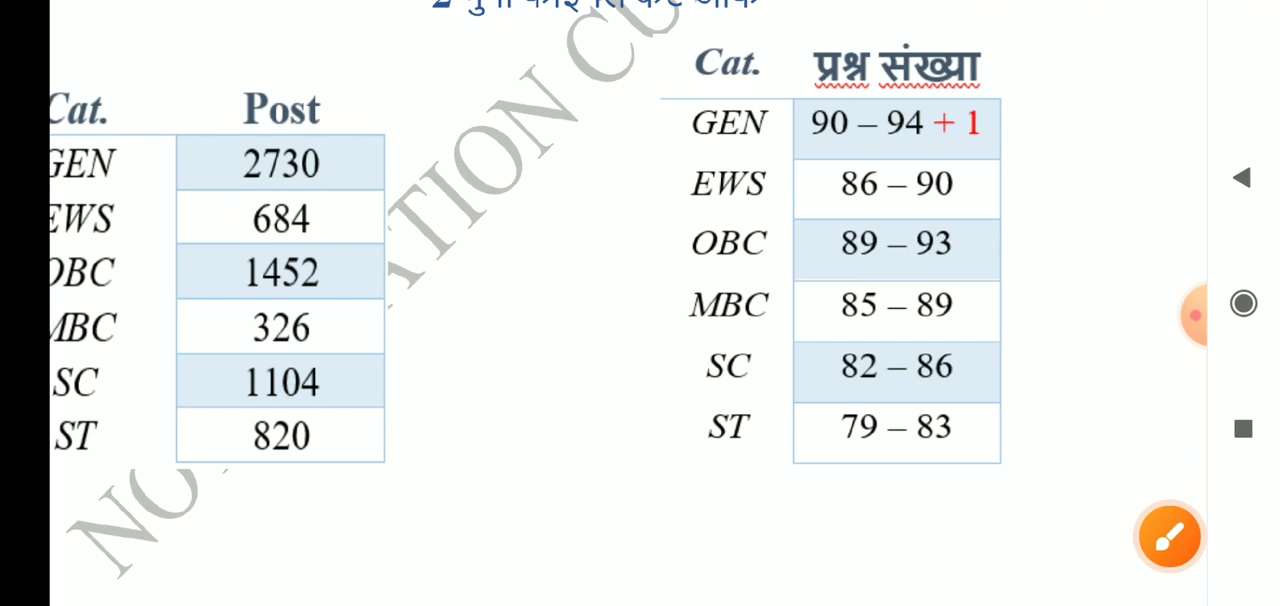 Cat. Post
GEN 2730
EWS 684
OBC 1452
MBC 326
SC 1104
ST 820
Cat. प्रश्न संख्या
GEN 90 – 94 + 1
EWS 86 – 90
OBC 89 – 93
MBC 85 – 89
SC 82 – 86
ST 79 – 83